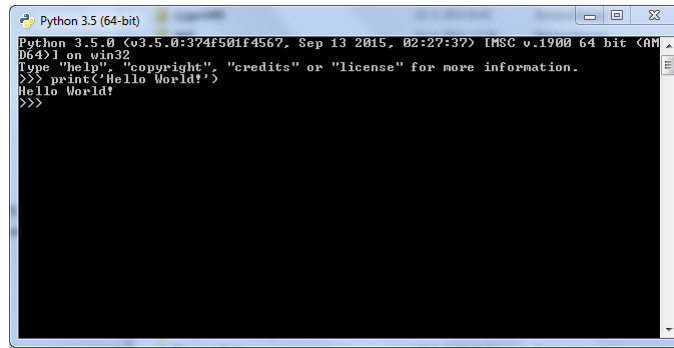 Python 3.5 (64-bit)
Python 3.5.0 (v3.5.0:374f501f4567, Sep 13 2015, 02:27:37) [MSC v.1900 64 bit (AM
D64)] on win32
Type "help", "copyright", "credits" or "license" for more information.
>>> print('Hello World!')
Hello World!
>>>